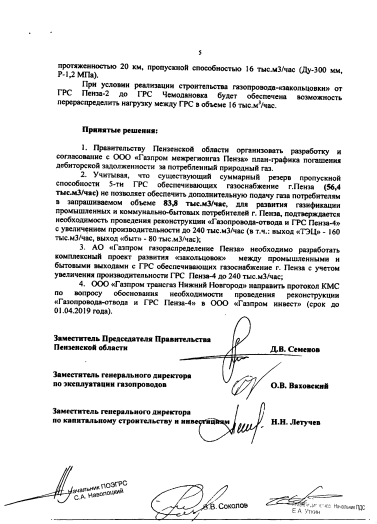 5
протяженностью 20 км, пропускной способностью 16 тыс.м3/час (Ду-300 мм,
Р-1,2 МПа).
При условии реализации строительства газопровода-«закольцовки» от
ГРС Пенза-2 до ГРС Чемодановка будет обеспечена возможность
перераспределить нагрузку между ГРС в объеме 16 тыс.м³/час.
Принятые решения:
1. Правительству Пензенской области организовать разработку и
согласование с ООО «Газпром межрегионгаз Пенза» план-графика погашения
дебиторской задолженности за потребленный природный газ.
2. Учитывая, что существующий суммарный резерв пропускной
способности 5-ти ГРС обеспечивающих газоснабжение г.Пенза (56,4
тыс.м3/час) не позволяет обеспечить дополнительную подачу газа потребителям
в запрашиваемом объеме 83,8 тыс.м3/час, для развития газификации
промышленных и коммунально-бытовых потребителей г. Пенза, подтверждается
необходимость проведения реконструкции «Газопровода-отвода и ГРС Пенза-4»
с увеличением производительности до 240 тыс.м3/час (в т.ч.: выход «ТЭЦ» - 160
тыс.м3/час, выход «быт» - 80 тыс.м3/час);
3. АО «Газпром газораспределение Пенза» необходимо разработать
комплексный проект развития «закольцовок» между промышленными и
бытовыми выходами с ГРС обеспечивающих газоснабжение г. Пенза с учетом
увеличения производительности ГРС Пенза-4 до 240 тыс.м3/час.
4. ООО «Газпром трансгаз Нижний Новгород» направить протокол КМС
по вопросу обоснования необходимости проведения реконструкции
«Газопровода-отвода и ГРС Пенза-4» в ООО «Газпром инвест» (срок до
01.04.2019 года).
Заместитель Председателя Правительства
Пензенской области Д.В. Семенов
Заместитель генерального директора
по эксплуатации газопроводов О.В. Ваховский
Заместитель генерального директора
по капитальному строительству и инвестициям Н.Н. Летучев
Начальник ПОЭГРС
С.А. Наволоцкий
В.В. Соколов
Начальник ПДС
Е.А. Уткин